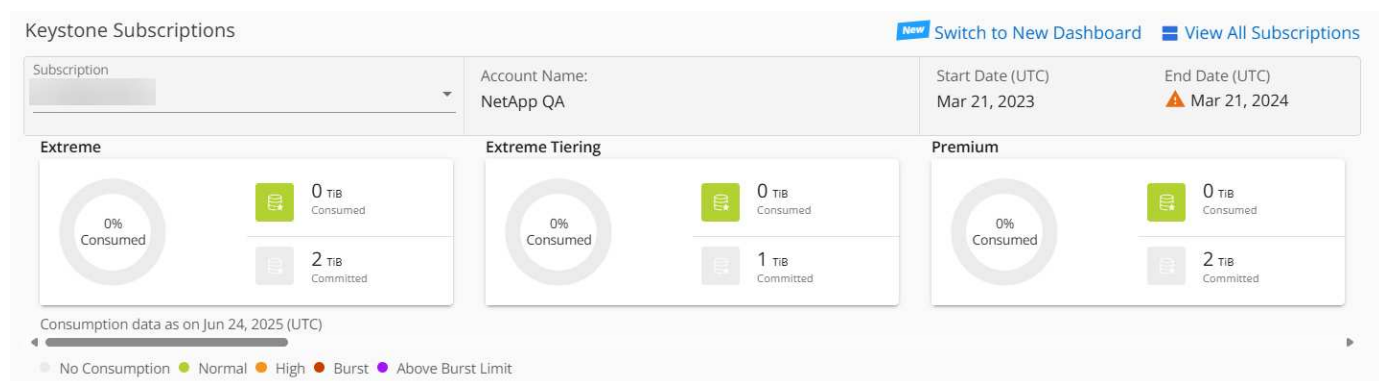 Keystone Subscriptions
New Switch to New Dashboard
View All Subscriptions
Subscription
Account Name:
NetApp QA
Start Date (UTC)
Mar 21, 2023
End Date (UTC)
Mar 21, 2024
Extreme
0%
Consumed
0 TiB
Consumed
2 TiB
Committed
Extreme Tiering
0%
Consumed
0 TiB
Consumed
1 TiB
Committed
Premium
0%
Consumed
0 TiB
Consumed
2 TiB
Committed
Consumption data as on Jun 24, 2025 (UTC)
No Consumption Normal High Burst Above Burst Limit